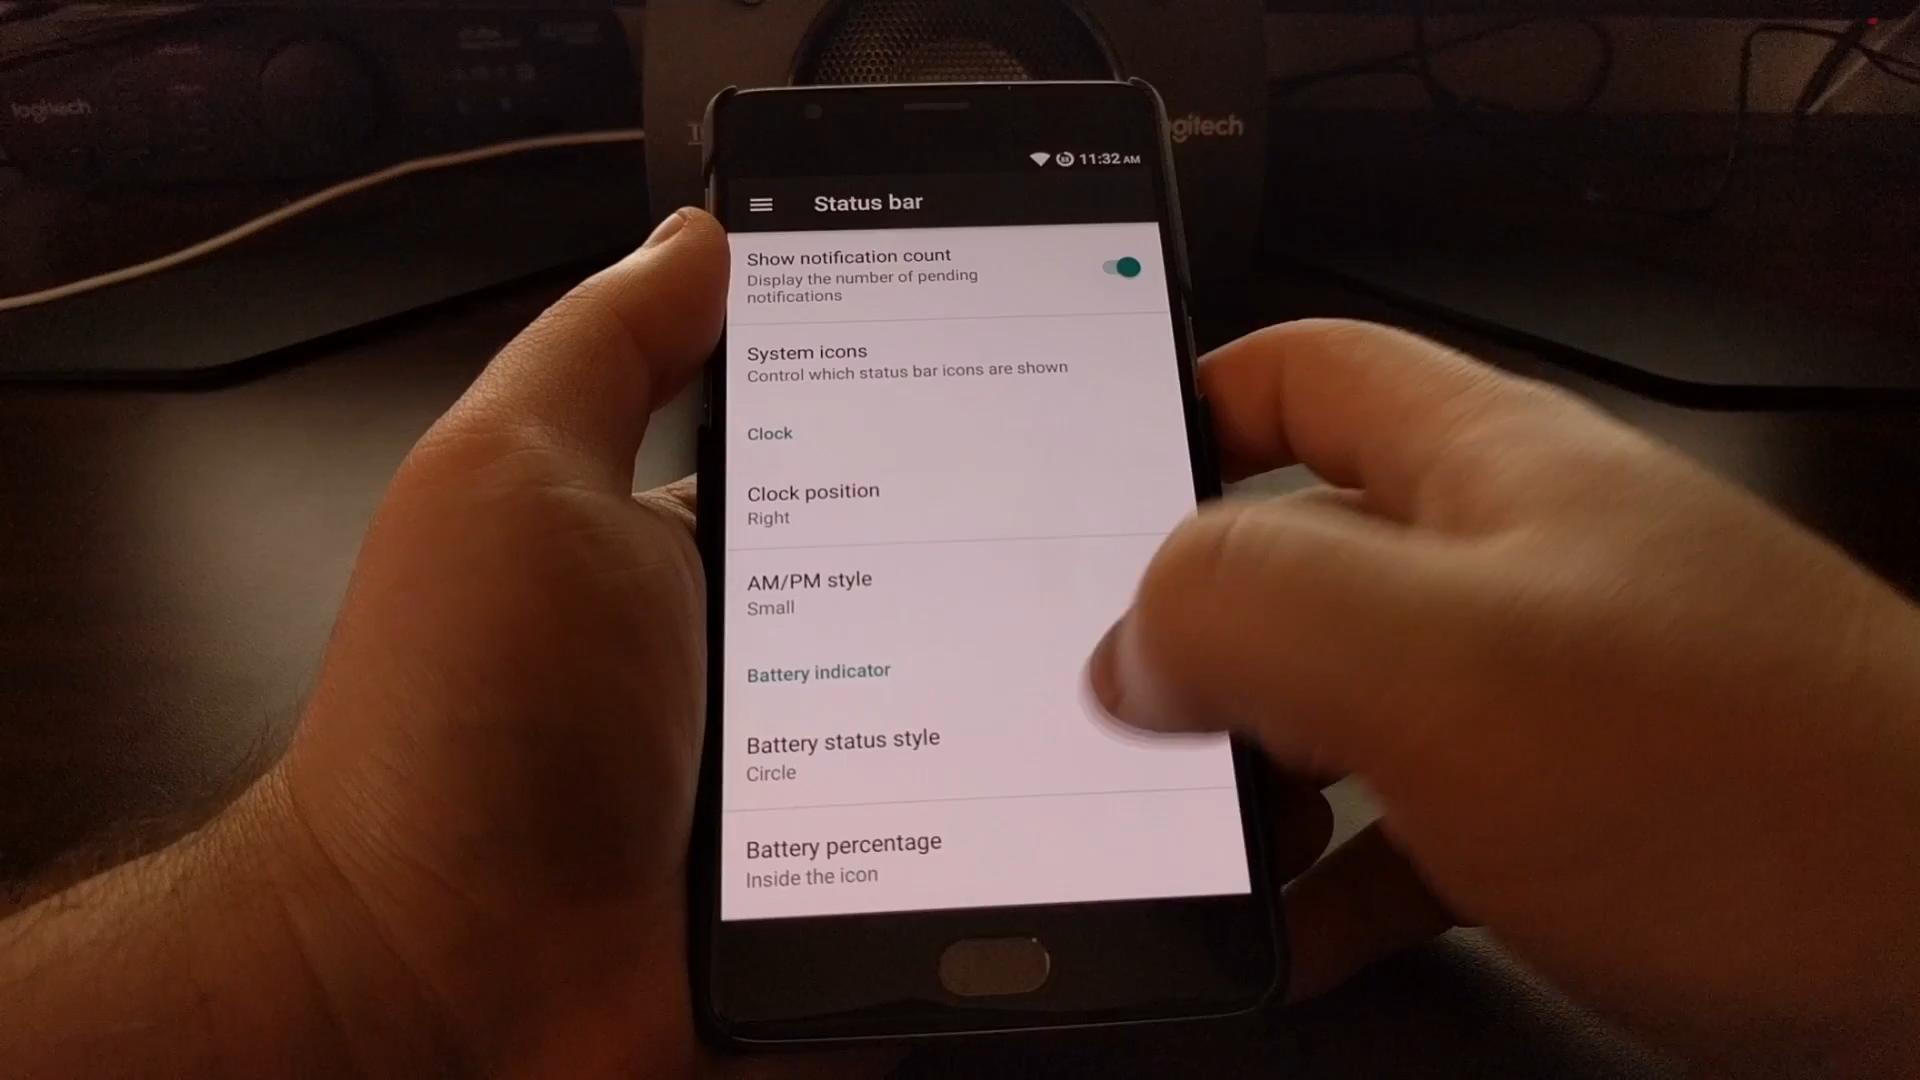 logitech
gitech
11:32 AM
Status bar
Show notification count
Display the number of pending
notifications
System icons
Control which status bar icons are shown
Clock
Clock position
Right
AM/PM style
Small
Battery indicator
Battery status style
Circle
Battery percentage
Inside the icon